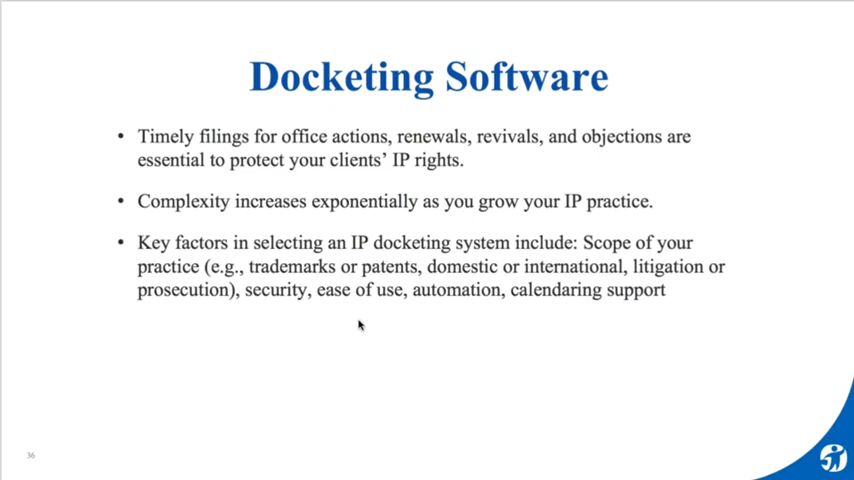 Docketing Software
• Timely filings for office actions, renewals, revivals, and objections are
essential to protect your clients’ IP rights.
• Complexity increases exponentially as you grow your IP practice.
• Key factors in selecting an IP docketing system include: Scope of your
practice (e.g., trademarks or patents, domestic or international, litigation or
prosecution), security, ease of use, automation, calendaring support
36